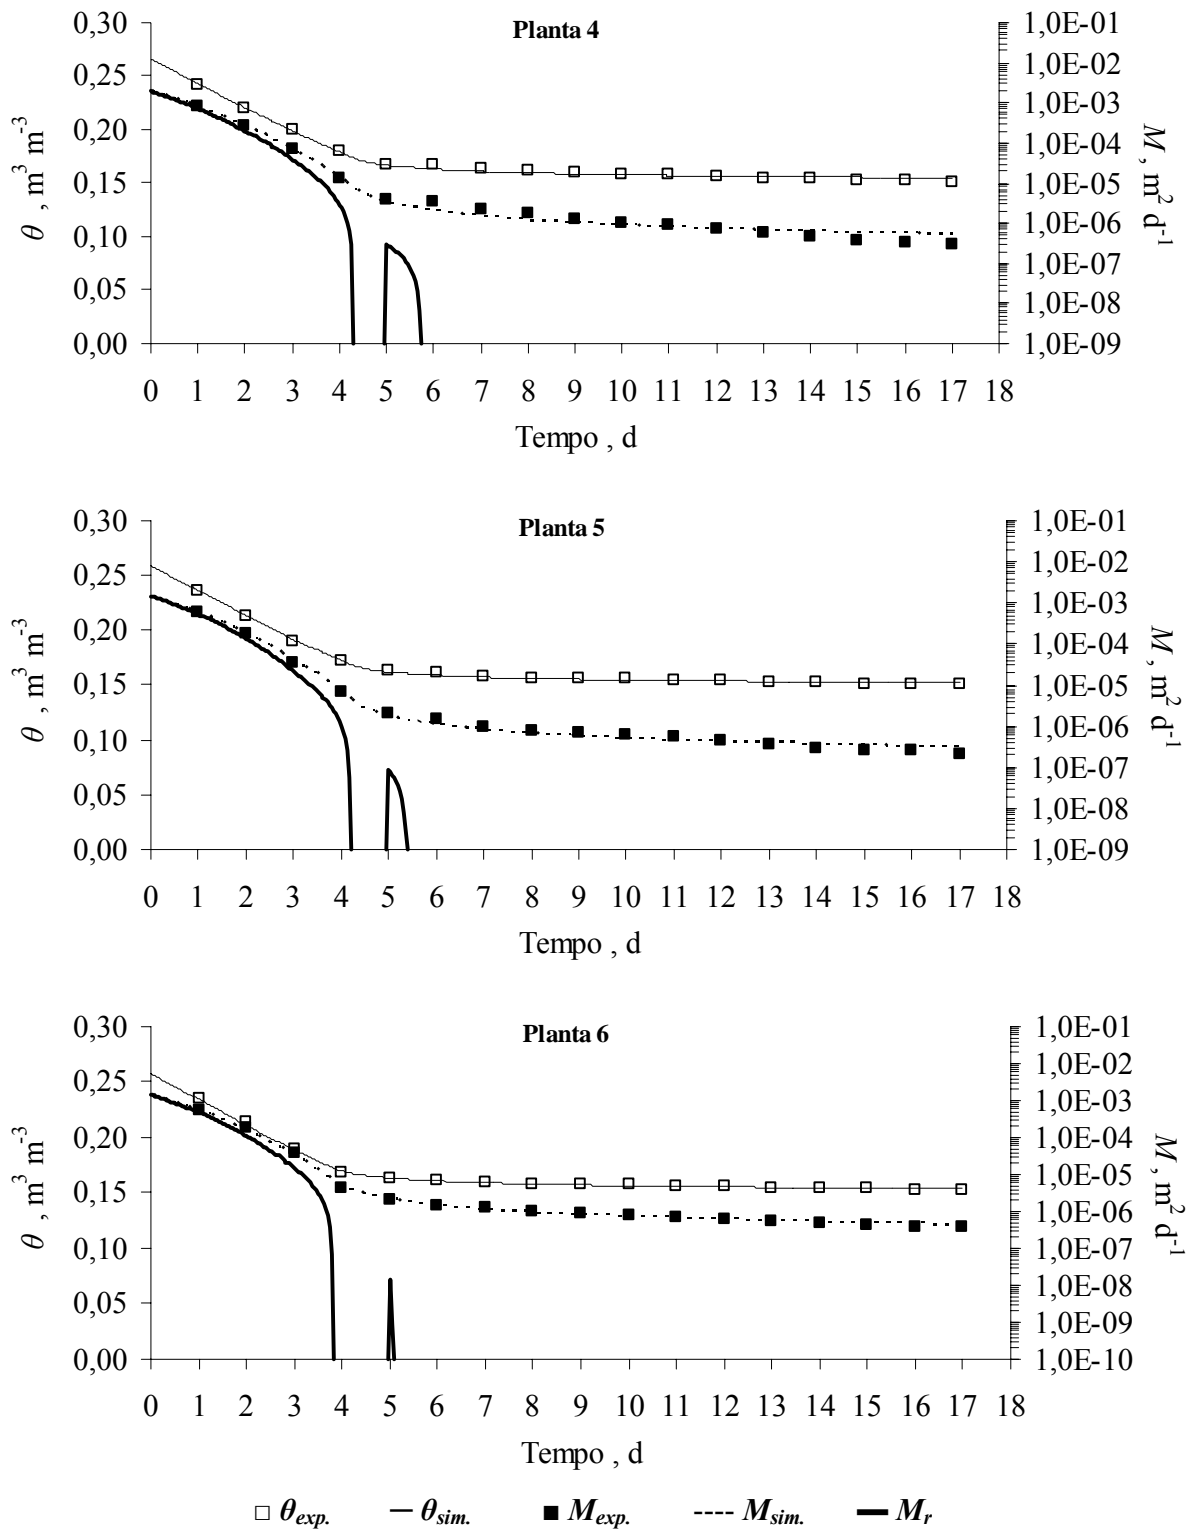 Planta 4
0,30
0,25
0,20
0,15
0,10
0,05
0,00
θ , m³ m⁻³
1,0E-01
1,0E-02
1,0E-03
1,0E-04
1,0E-05
1,0E-06
1,0E-07
1,0E-08
1,0E-09
M , m² d⁻¹
0 1 2 3 4 5 6 7 8 9 10 11 12 13 14 15 16 17 18
Tempo , d
Planta 5
0,30
0,25
0,20
0,15
0,10
0,05
0,00
θ , m³ m⁻³
1,0E-01
1,0E-02
1,0E-03
1,0E-04
1,0E-05
1,0E-06
1,0E-07
1,0E-08
1,0E-09
M , m² d⁻¹
0 1 2 3 4 5 6 7 8 9 10 11 12 13 14 15 16 17 18
Tempo , d
Planta 6
0,30
0,25
0,20
0,15
0,10
0,05
0,00
θ , m³ m⁻³
1,0E-01
1,0E-02
1,0E-03
1,0E-04
1,0E-05
1,0E-06
1,0E-07
1,0E-08
1,0E-09
1,0E-10
M , m² d⁻¹
0 1 2 3 4 5 6 7 8 9 10 11 12 13 14 15 16 17 18
Tempo , d
θexp. θsim. Mexp. Msim. Mr